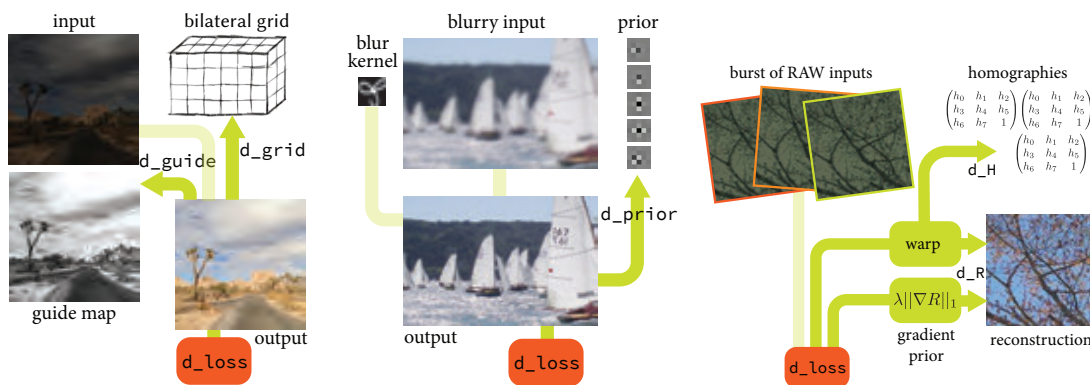 input
bilateral grid
d_guide
d_grid
guide map
output
d_loss
blurry input
blur
kernel
prior
d_prior
output
d_loss
burst of RAW inputs
homographies
h₀ h₁ h₂ h₀ h₁ h₂
h₃ h₄ h₅ h₃ h₄ h₅
h₆ h₇ 1 h₆ h₇ 1
h₀ h₁ h₂
h₃ h₄ h₅
h₆ h₇ 1
d_H
warp
d_R
λ||∇R||₁
gradient
prior
reconstruction
d_loss